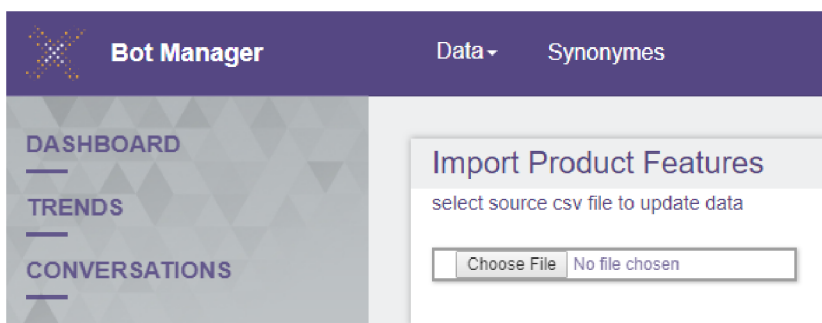 Bot Manager
Data
Synonymes
DASHBOARD
TRENDS
CONVERSATIONS
Import Product Features
select source csv file to update data
Choose File No file chosen